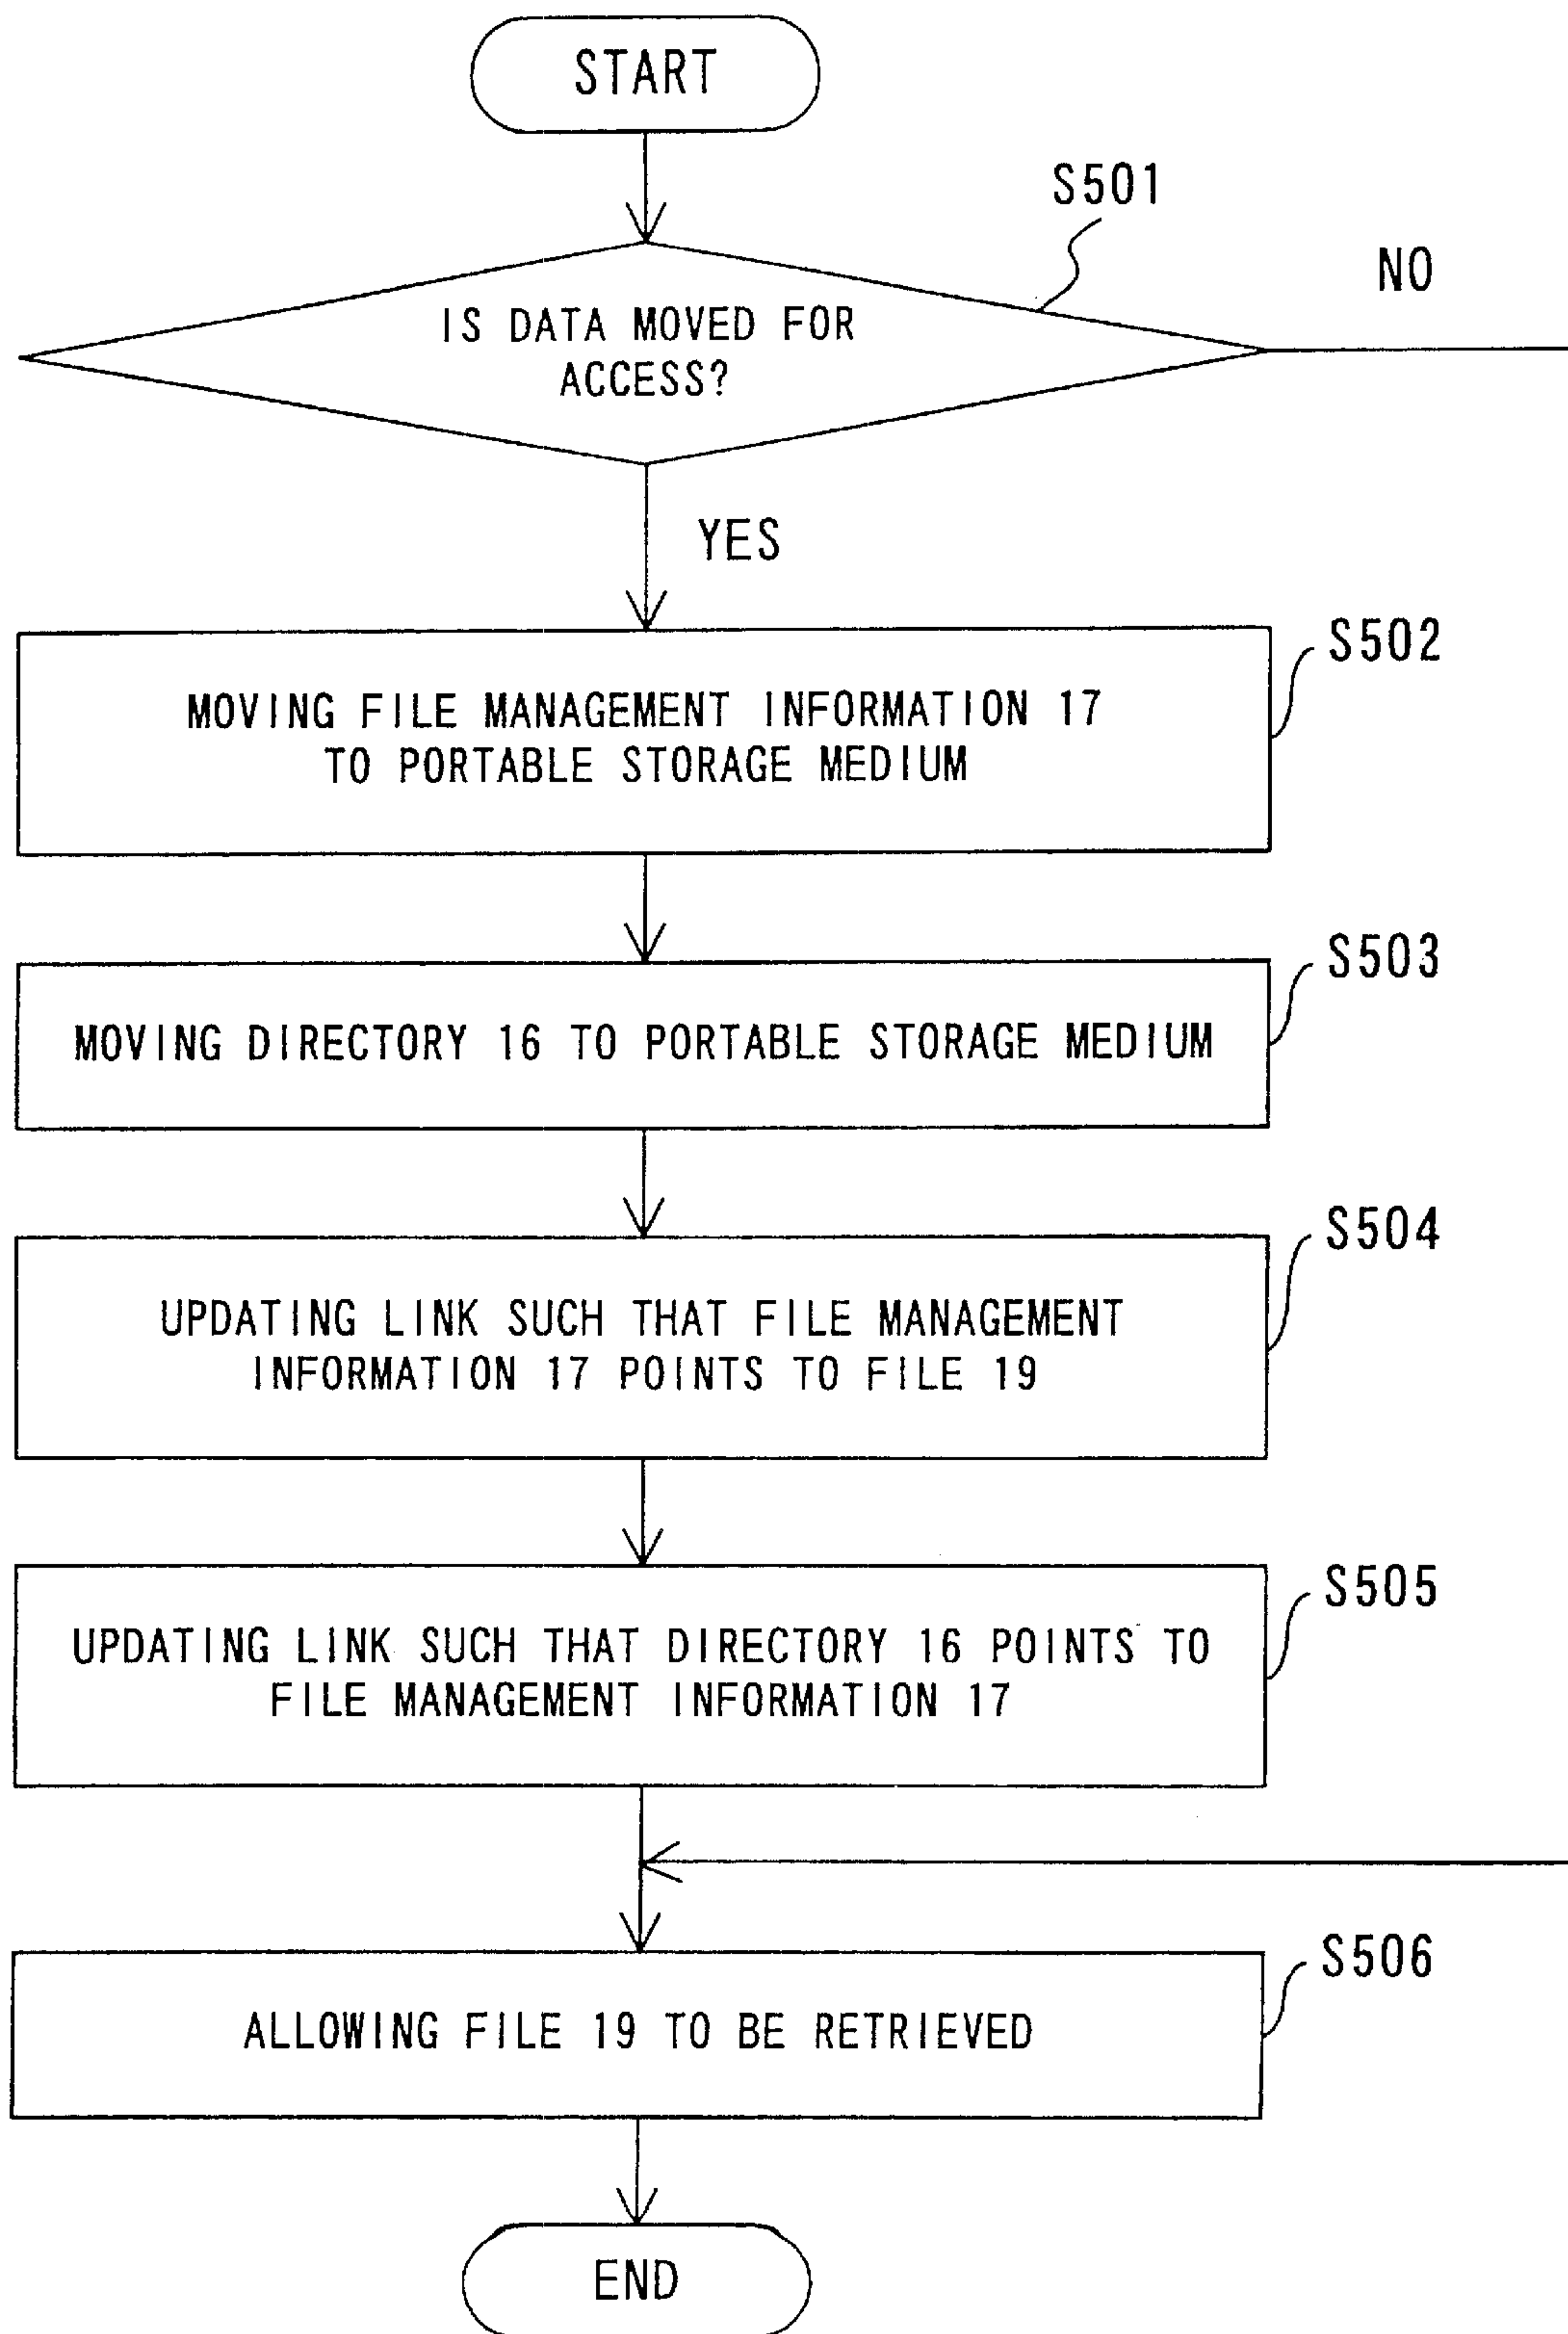 START
S501
NO
IS DATA MOVED FOR
ACCESS?
YES
S502
MOVING FILE MANAGEMENT INFORMATION 17
TO PORTABLE STORAGE MEDIUM
S503
MOVING DIRECTORY 16 TO PORTABLE STORAGE MEDIUM
S504
UPDATING LINK SUCH THAT FILE MANAGEMENT
INFORMATION 17 POINTS TO FILE 19
S505
UPDATING LINK SUCH THAT DIRECTORY 16 POINTS TO
FILE MANAGEMENT INFORMATION 17
S506
ALLOWING FILE 19 TO BE RETRIEVED
END